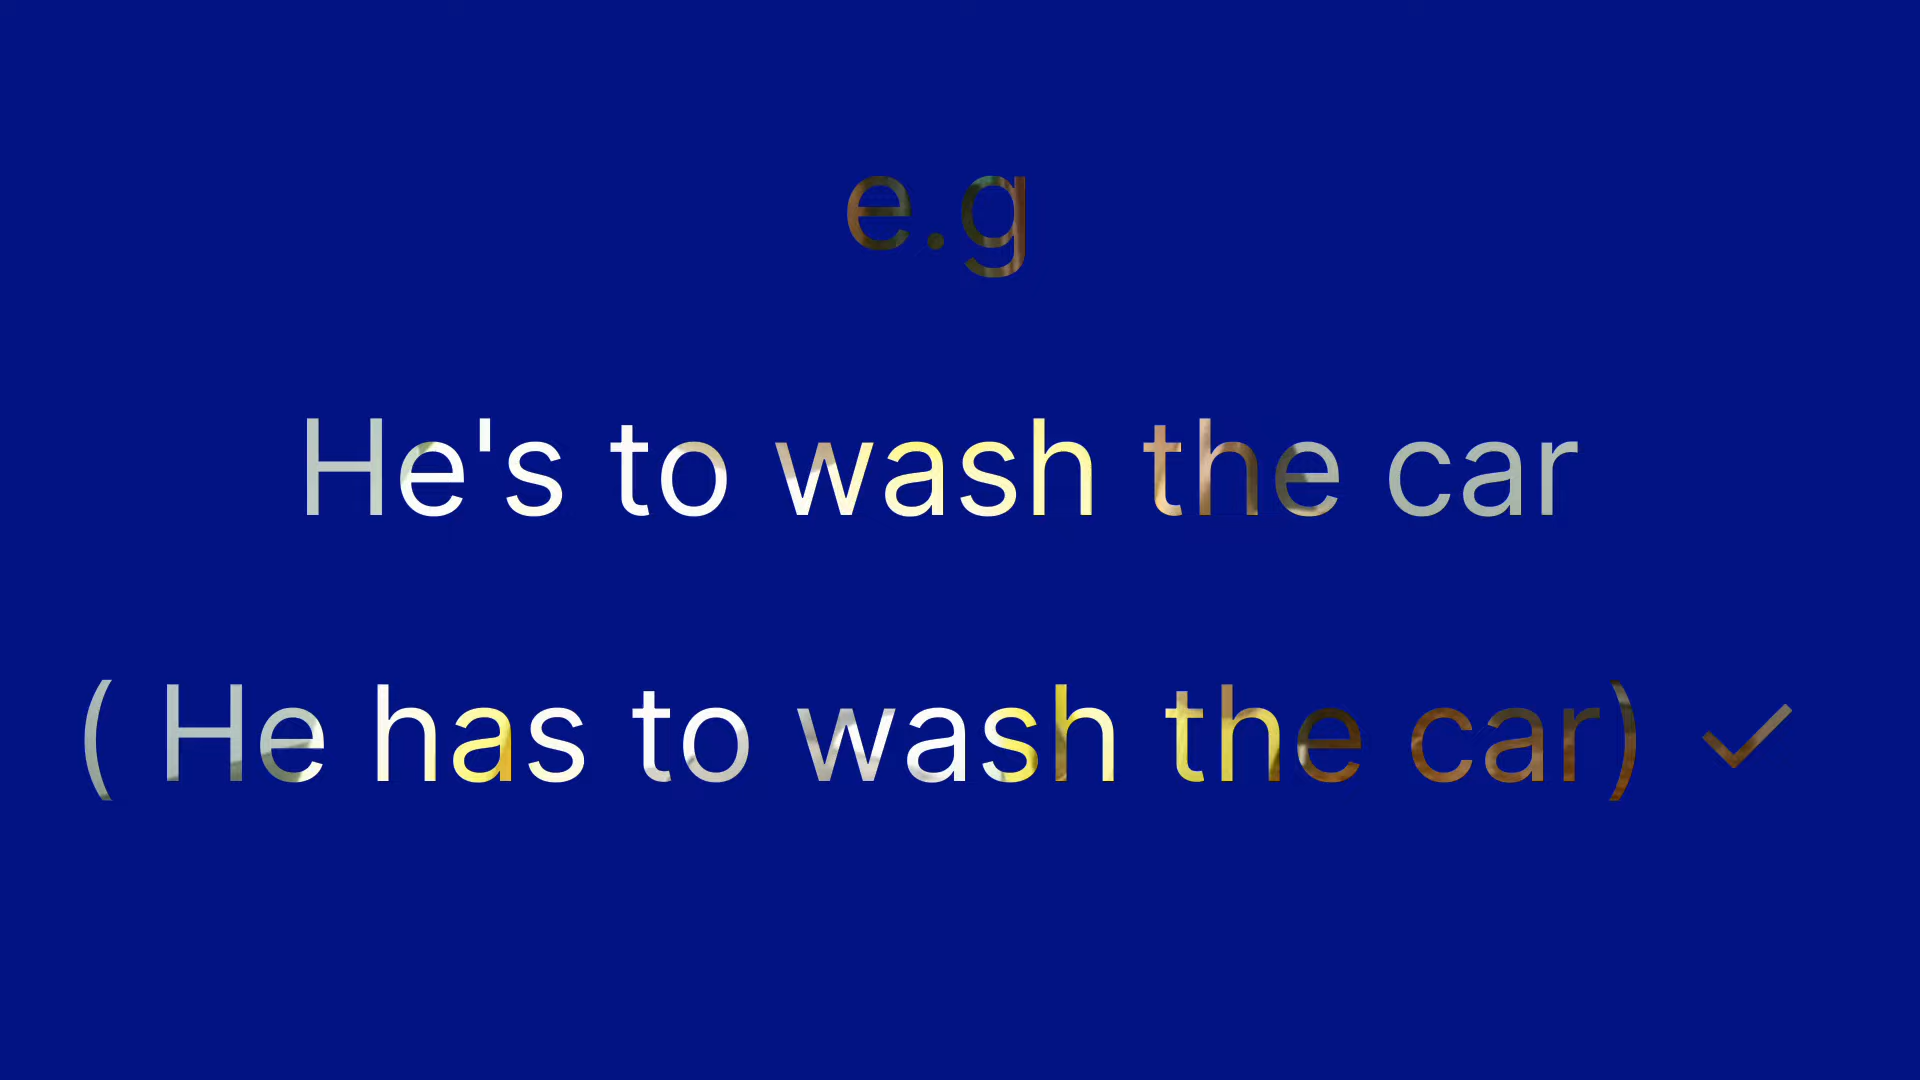 e.g
He's to wash the car
( He has to wash the car) ✓